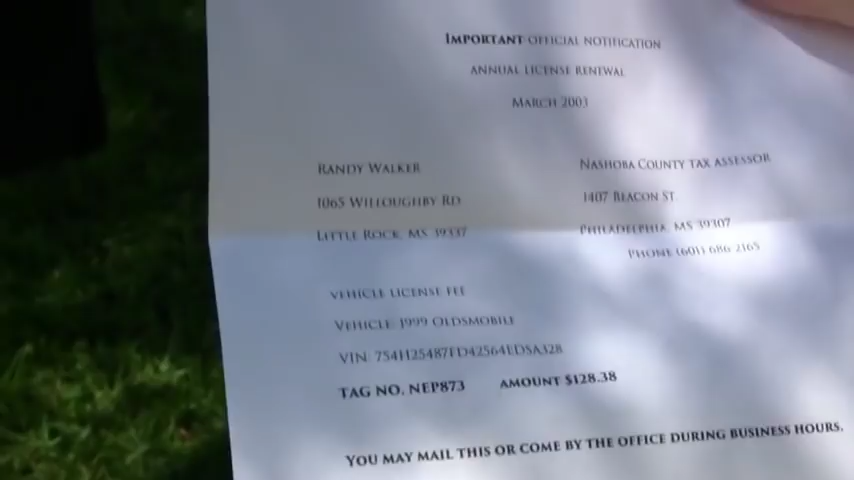 IMPORTANT OFFICIAL NOTIFICATION
ANNUAL LICENSE RENEWAL
MARCH 2003
RANDY WALKER
1065 WILLOUGHBY RD
LITTLE ROCK, MS 39337
NASHOBA COUNTY TAX ASSESSOR
1407 BEACON ST.
PHILADELPHIA, MS 39307
PHONE (601) 686 2165
VEHICLE LICENSE FEE
VEHICLE: 1999 OLDSMOBILE
VIN: 754H25487FD42564EDSA328
TAG NO. NEP873 AMOUNT $128.38
YOU MAY MAIL THIS OR COME BY THE OFFICE DURING BUSINESS HOURS.